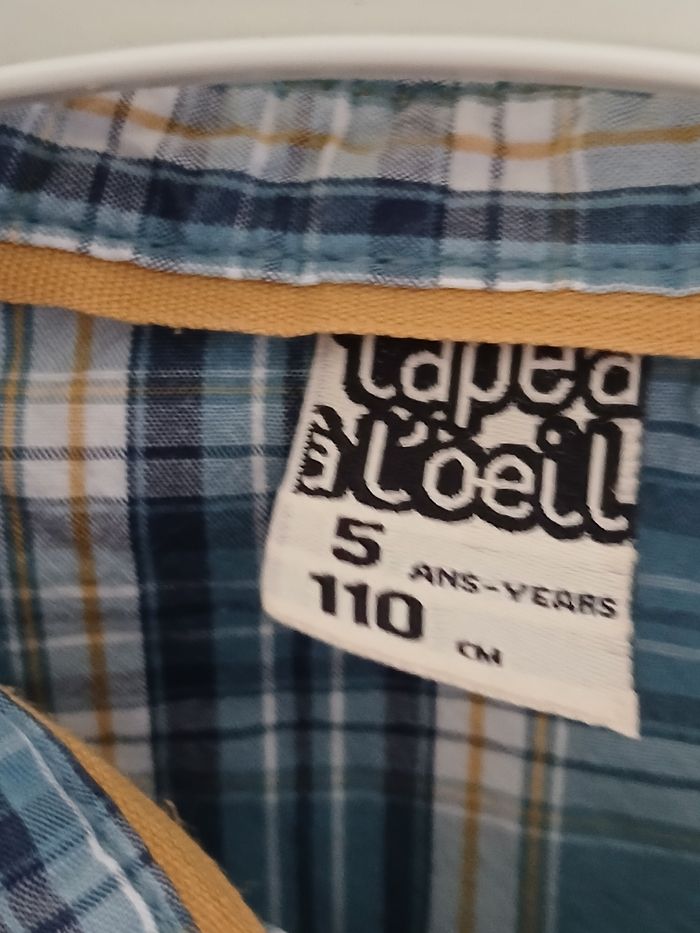 tape à
à l'oeil
5 ANS-YEARS
110 CM